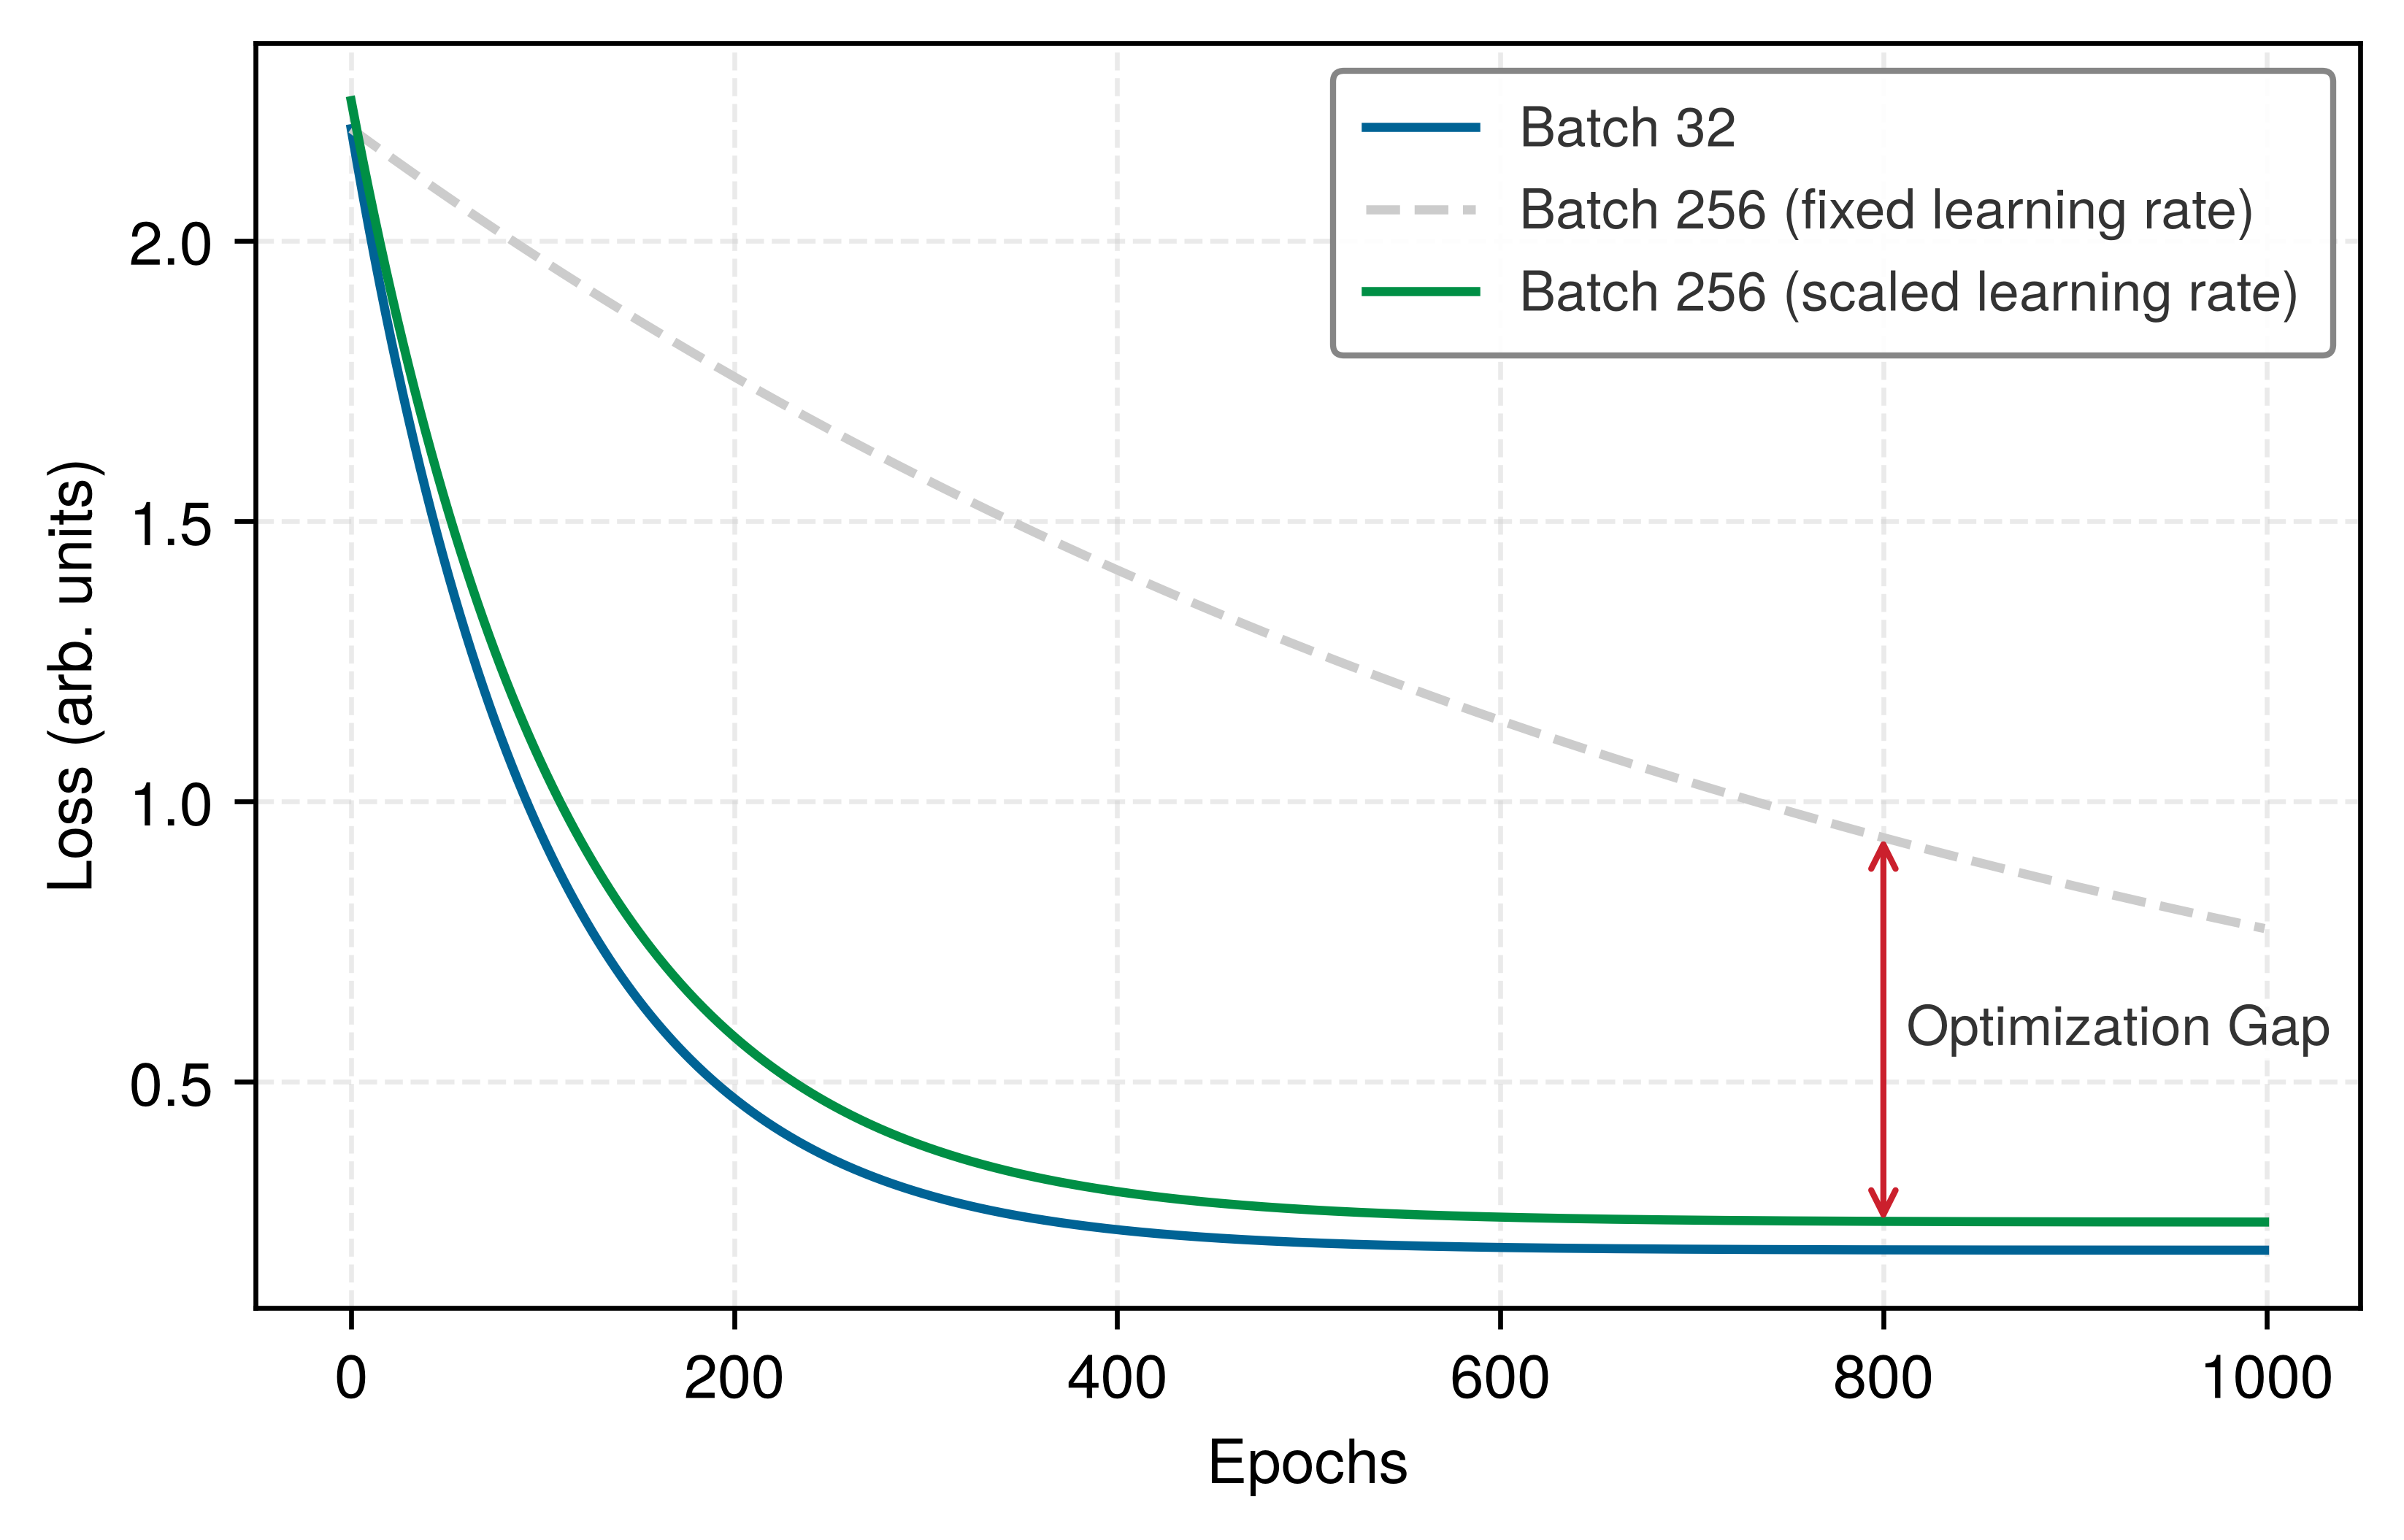 Batch 32
Batch 256 (fixed learning rate)
Batch 256 (scaled learning rate)
2.0
1.5
1.0
0.5
Loss (arb. units)
Optimization Gap
0 200 400 600 800 1000
Epochs